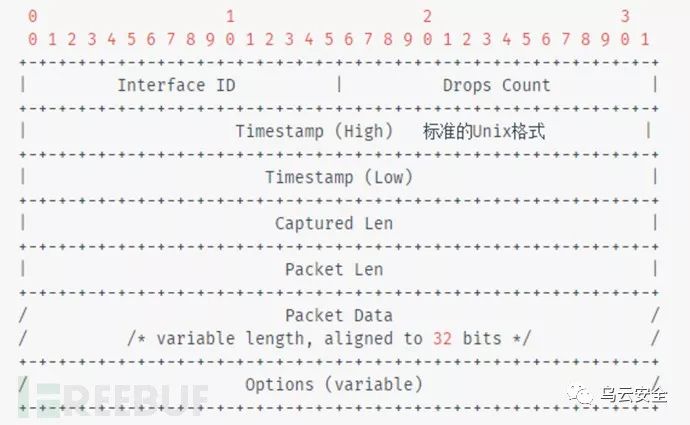 0 1 2 3
0 1 2 3 4 5 6 7 8 9 0 1 2 3 4 5 6 7 8 9 0 1 2 3 4 5 6 7 8 9 0 1
+-+-+-+-+-+-+-+-+-+-+-+-+-+-+-+-+-+-+-+-+-+-+-+-+-+-+-+-+-+-+-+-+
| Interface ID | Drops Count |
+-+-+-+-+-+-+-+-+-+-+-+-+-+-+-+-+-+-+-+-+-+-+-+-+-+-+-+-+-+-+-+-+
| Timestamp (High) 标准的Unix格式 |
+-+-+-+-+-+-+-+-+-+-+-+-+-+-+-+-+-+-+-+-+-+-+-+-+-+-+-+-+-+-+-+-+
| Timestamp (Low) |
+-+-+-+-+-+-+-+-+-+-+-+-+-+-+-+-+-+-+-+-+-+-+-+-+-+-+-+-+-+-+-+-+
| Captured Len |
+-+-+-+-+-+-+-+-+-+-+-+-+-+-+-+-+-+-+-+-+-+-+-+-+-+-+-+-+-+-+-+-+
| Packet Len |
+-+-+-+-+-+-+-+-+-+-+-+-+-+-+-+-+-+-+-+-+-+-+-+-+-+-+-+-+-+-+-+-+
/ Packet Data /
/ /* variable length, aligned to 32 bits */ /
+-+-+-+-+-+-+-+-+-+-+-+-+-+-+-+-+-+-+-+-+-+-+-+-+-+-+-+-+-+-+-+-+
/ Options (variable) /
+-+-+-+-+-+-+-+-+-+-+-+-+-+-+-+-+-+-+-+-+-+-+-+-+-+-+-+-+-+-+-+-+
FREEBUF
乌云安全